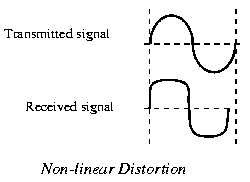 Transmitted signal
Received signal
Non-linear Distortion